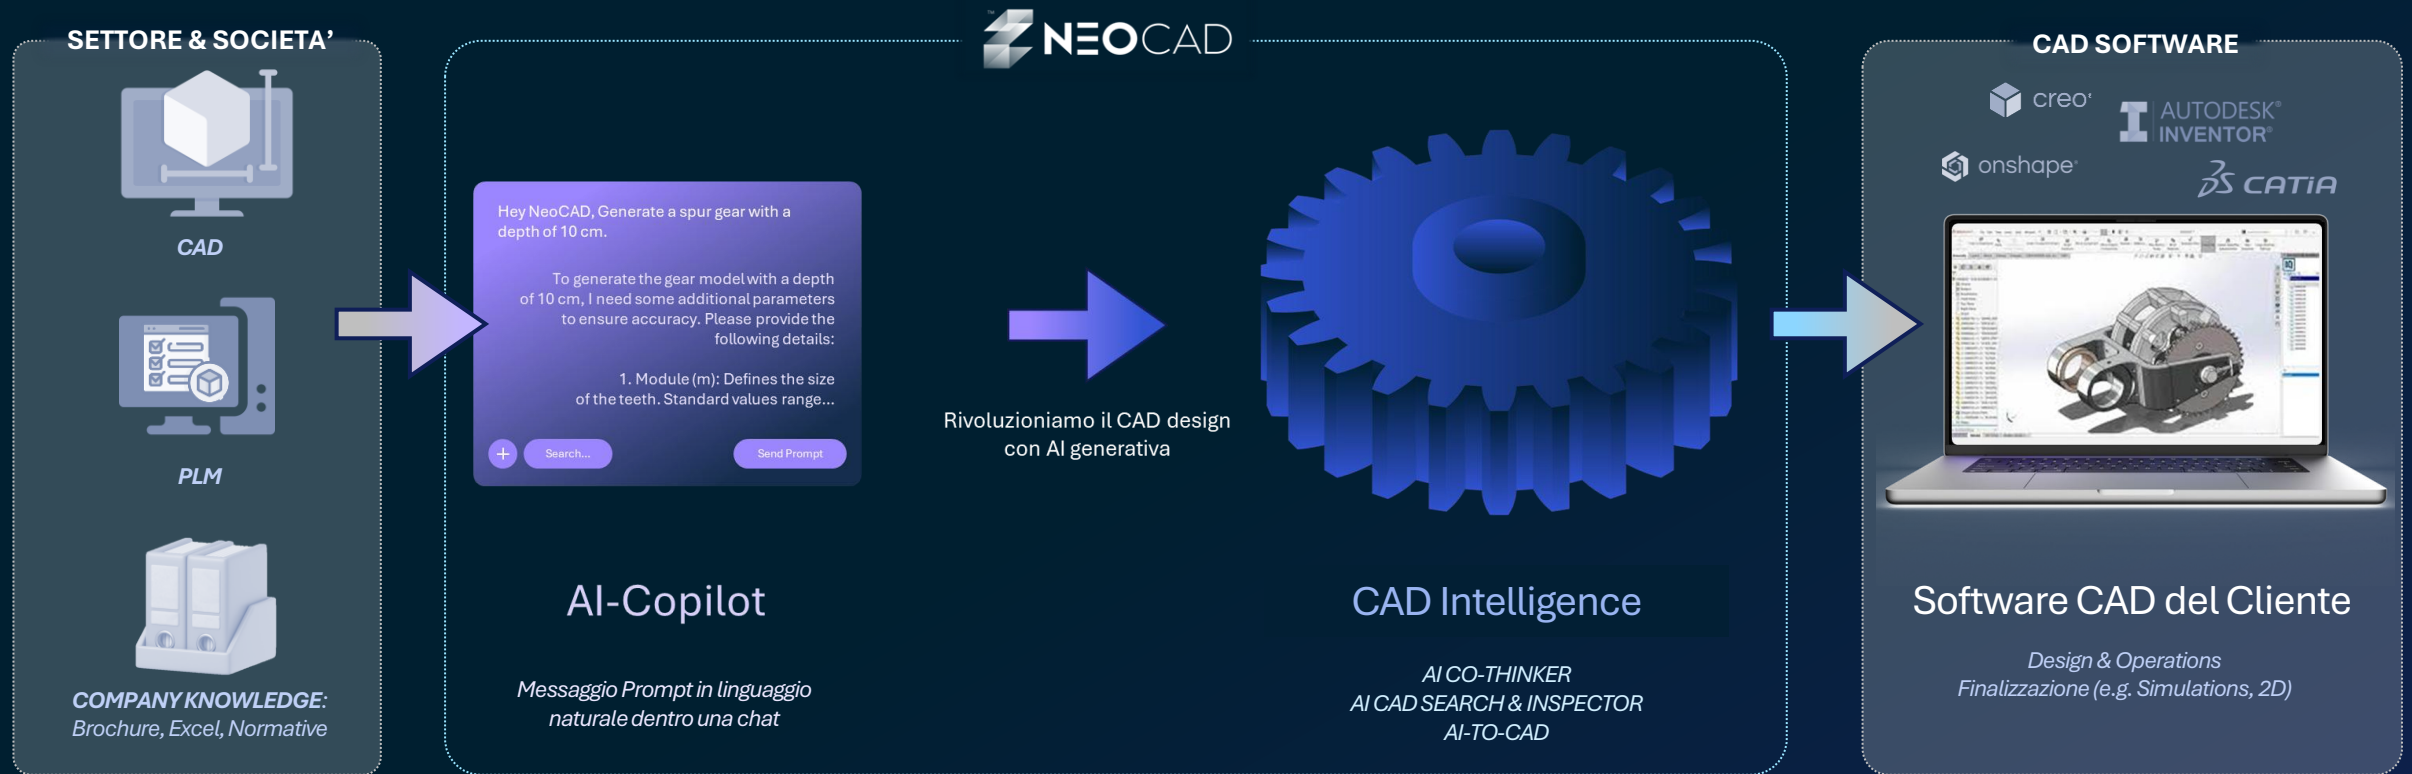 SETTORE & SOCIETA’
CAD
PLM
COMPANY KNOWLEDGE:
Brochure, Excel, Normative
NEOCAD
Hey NeoCAD, Generate a spur gear with a
depth of 10 cm.
To generate the gear model with a depth
of 10 cm, I need some additional parameters
to ensure accuracy. Please provide the
following details:
1. Module (m): Defines the size
of the teeth. Standard values range...
+
Search...
Send Prompt
AI-Copilot
Messaggio Prompt in linguaggio
naturale dentro una chat
Rivoluzioniamo il CAD design
con AI generativa
CAD Intelligence
AI CO-THINKER
AI CAD SEARCH & INSPECTOR
AI-TO-CAD
CAD SOFTWARE
creo
AUTODESK®
INVENTOR®
onshape
CATIA
Software CAD del Cliente
Design & Operations
Finalizzazione (e.g. Simulations, 2D)